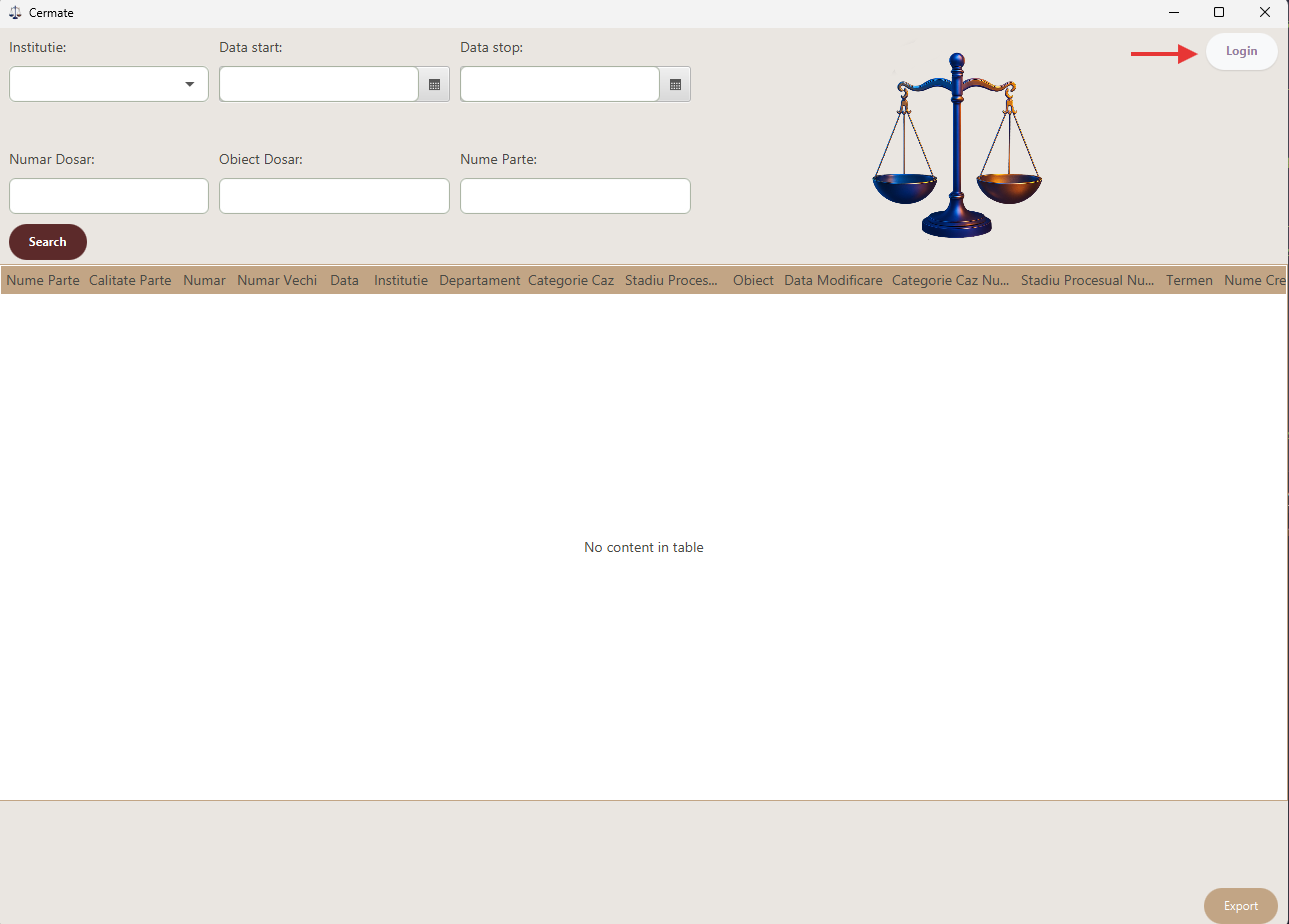 Cermate
Institutie: Data start: Data stop: Login
Numar Dosar: Obiect Dosar: Nume Parte:
Search
Nume Parte Calitate Parte Numar Numar Vechi Data Institutie Departament Categorie Caz Stadiu Proces... Obiect Data Modificare Categorie Caz Nu... Stadiu Procesual Nu... Termen Nume Cre
No content in table
Export